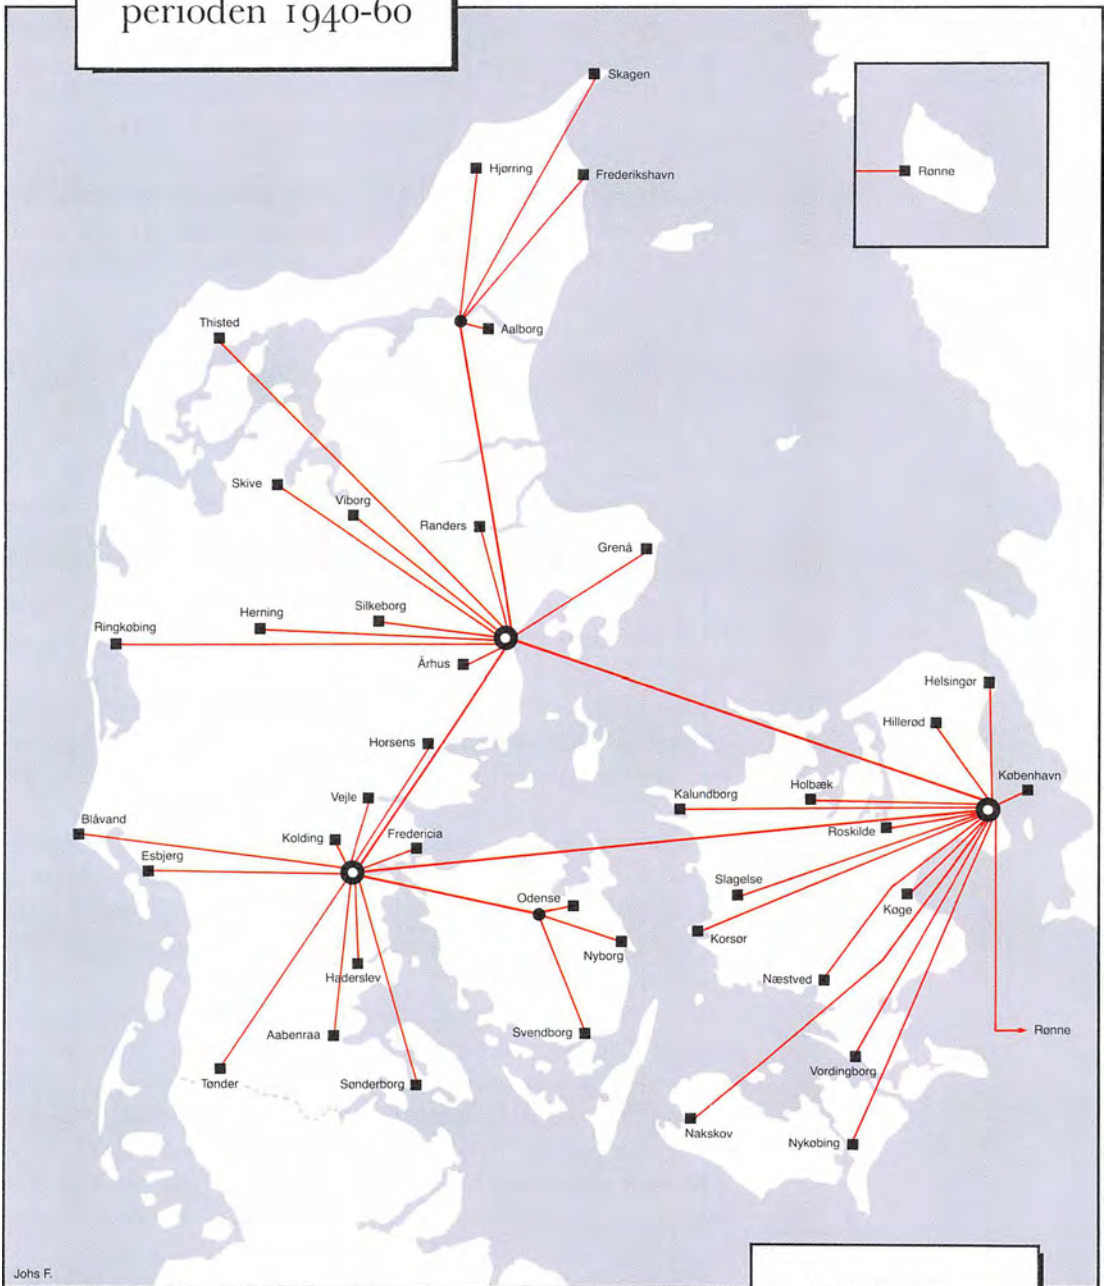 perioden 1940-60
Skagen
Hjørring
Frederikshavn
Rønne
Thisted
Aalborg
Skive
Viborg
Randers
Grenå
Silkeborg
Herning
Ringkøbing
Århus
Helsingør
Hillerød
Horsens
København
Vejle
Holbæk
Kalundborg
Blåvand
Kolding
Fredericia
Roskilde
Esbjerg
Slagelse
Odense
Køge
Korsør
Nyborg
Haderslev
Næstved
Aabenraa
Svendborg
Rønne
Vordingborg
Tønder
Sønderborg
Nakskov
Nykøbing
Johs F.